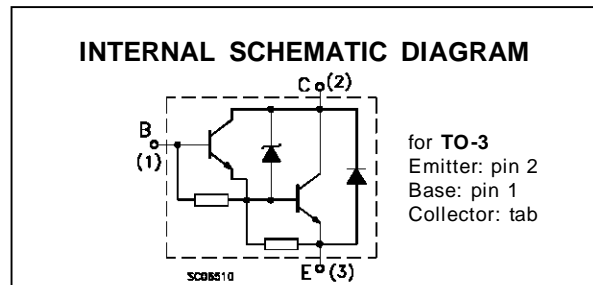 INTERNAL SCHEMATIC DIAGRAM
C (2)
B
(1)
for TO-3
Emitter: pin 2
Base: pin 1
Collector: tab
SC06510
E (3)